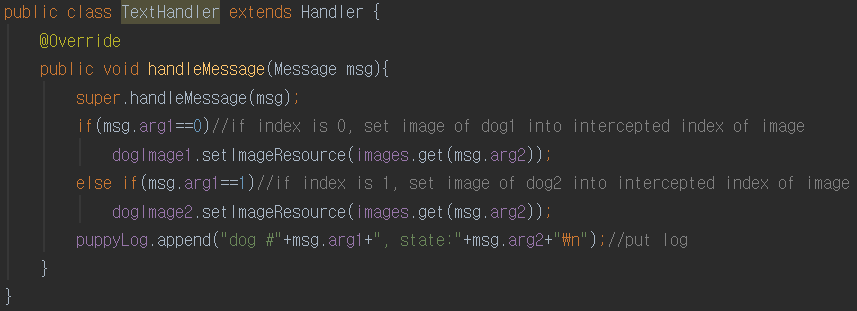 public class TextHandler extends Handler {
@Override
public void handleMessage(Message msg){
super.handleMessage(msg);
if(msg.arg1==0)//if index is 0, set image of dog1 into intercepted index of image
dogImage1.setImageResource(images.get(msg.arg2));
else if(msg.arg1==1)//if index is 1, set image of dog2 into intercepted index of image
dogImage2.setImageResource(images.get(msg.arg2));
puppyLog.append("dog #"+msg.arg1+", state:"+msg.arg2+"₩n");//put log
}
}